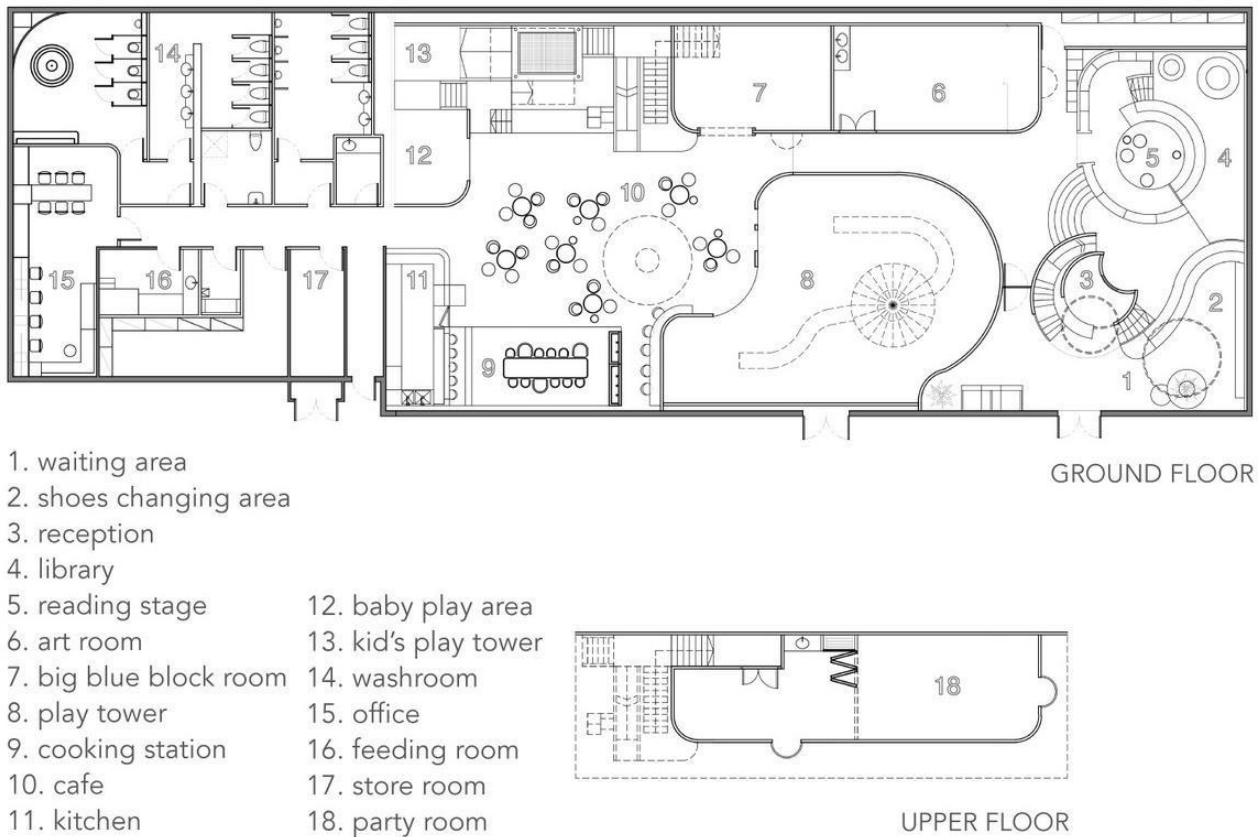 13
14
7
6
5
4
12
10
15
16
17
11
8
3
2
9
1
GROUND FLOOR
1. waiting area
2. shoes changing area
3. reception
4. library
5. reading stage
6. art room
7. big blue block room
8. play tower
9. cooking station
10. cafe
11. kitchen
12. baby play area
13. kid's play tower
14. washroom
15. office
16. feeding room
17. store room
18. party room
18
UPPER FLOOR